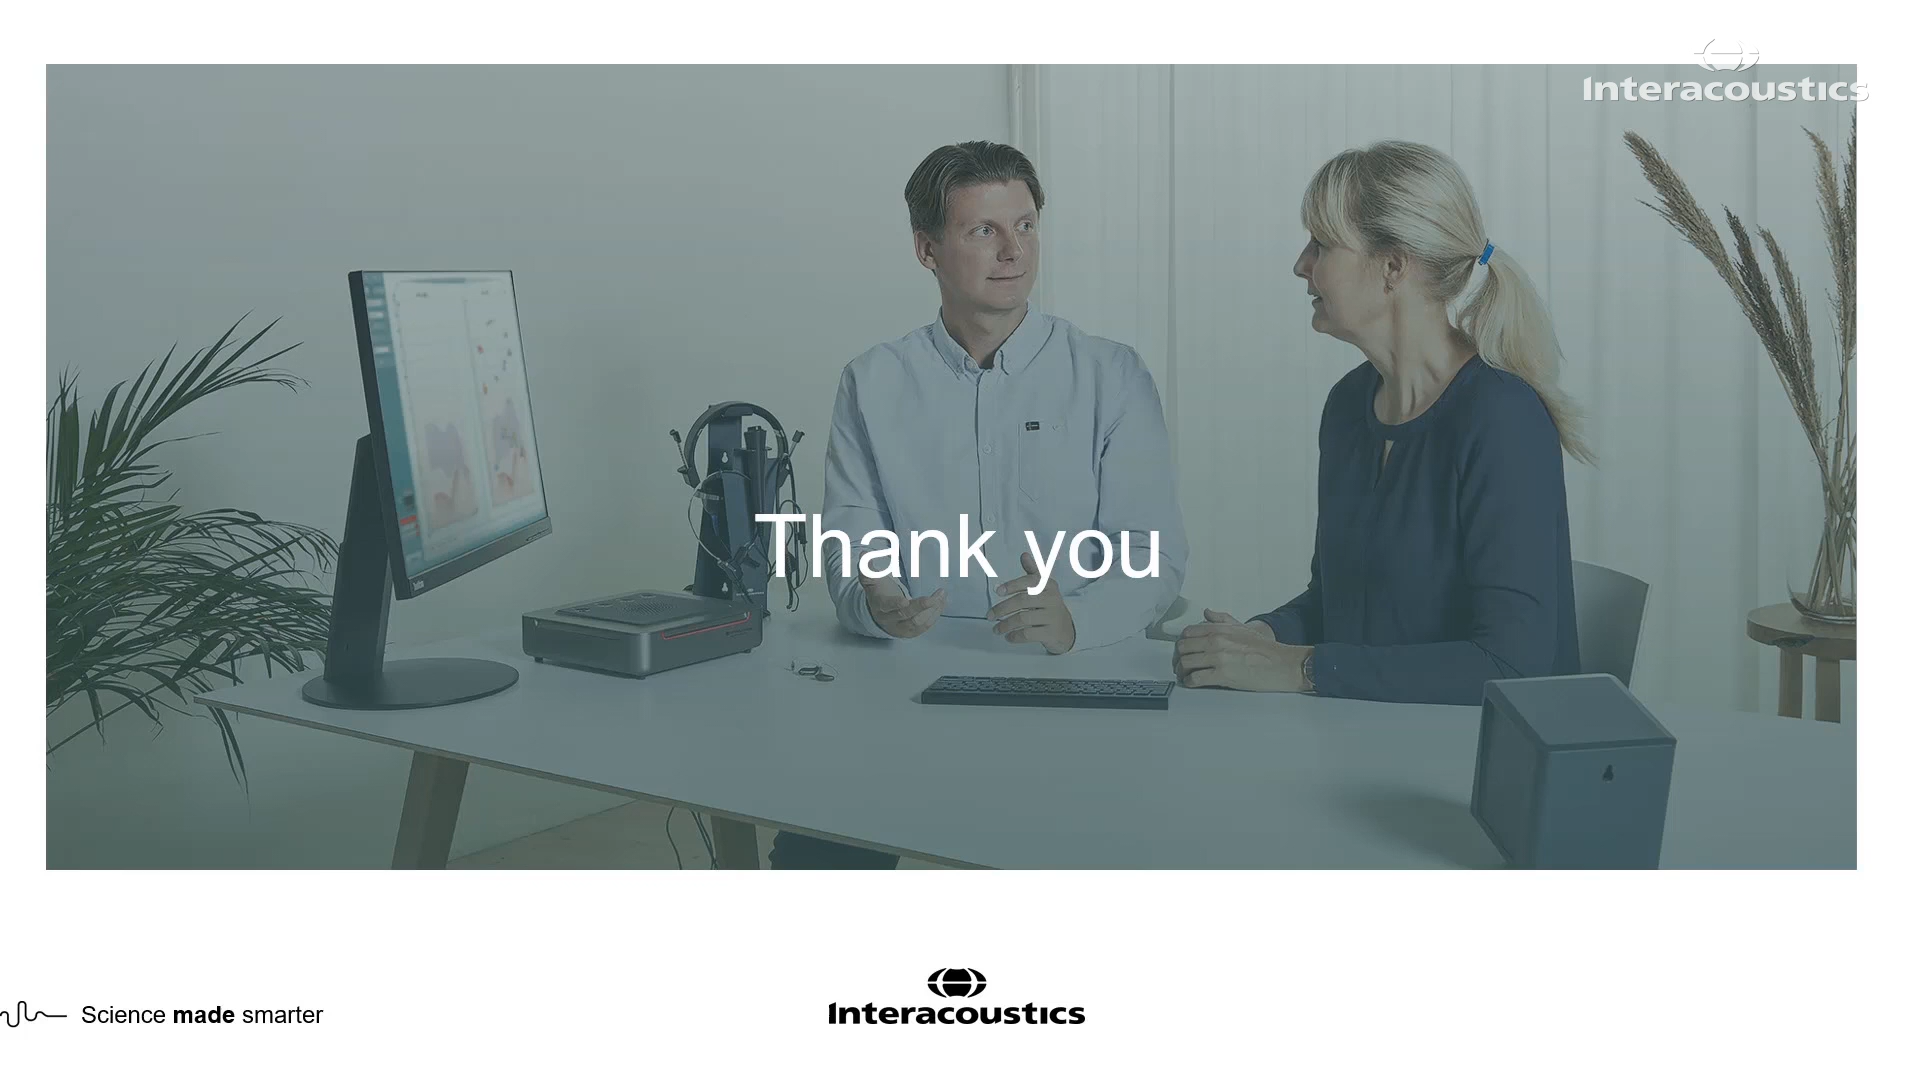 Interacoustics
Thank you
Science made smarter
Interacoustics